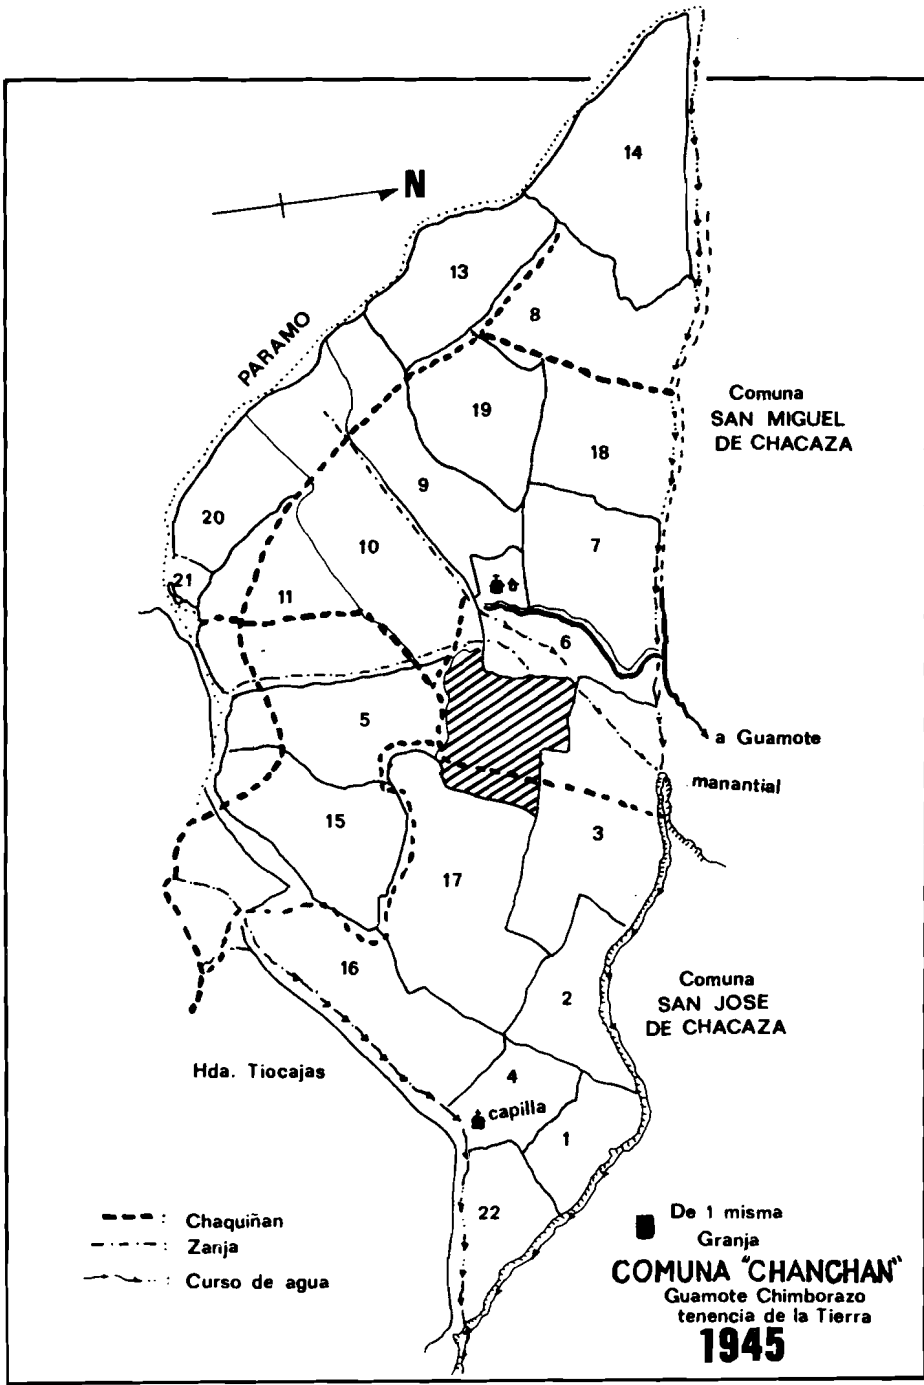 14
N
13
8
PARAMO
Comuna
SAN MIGUEL
DE CHACAZA
19
18
9
20
10
7
21
11
6
5
a Guamote
manantial
15
3
17
16
2
Comuna
SAN JOSE
DE CHACAZA
Hda. Tiocajas
4
capilla
1
22
Chaquiñan
Zanja
Curso de agua
De 1 misma
Granja
COMUNA "CHANCHAN"
Guamote Chimborazo
tenencia de la Tierra
1945